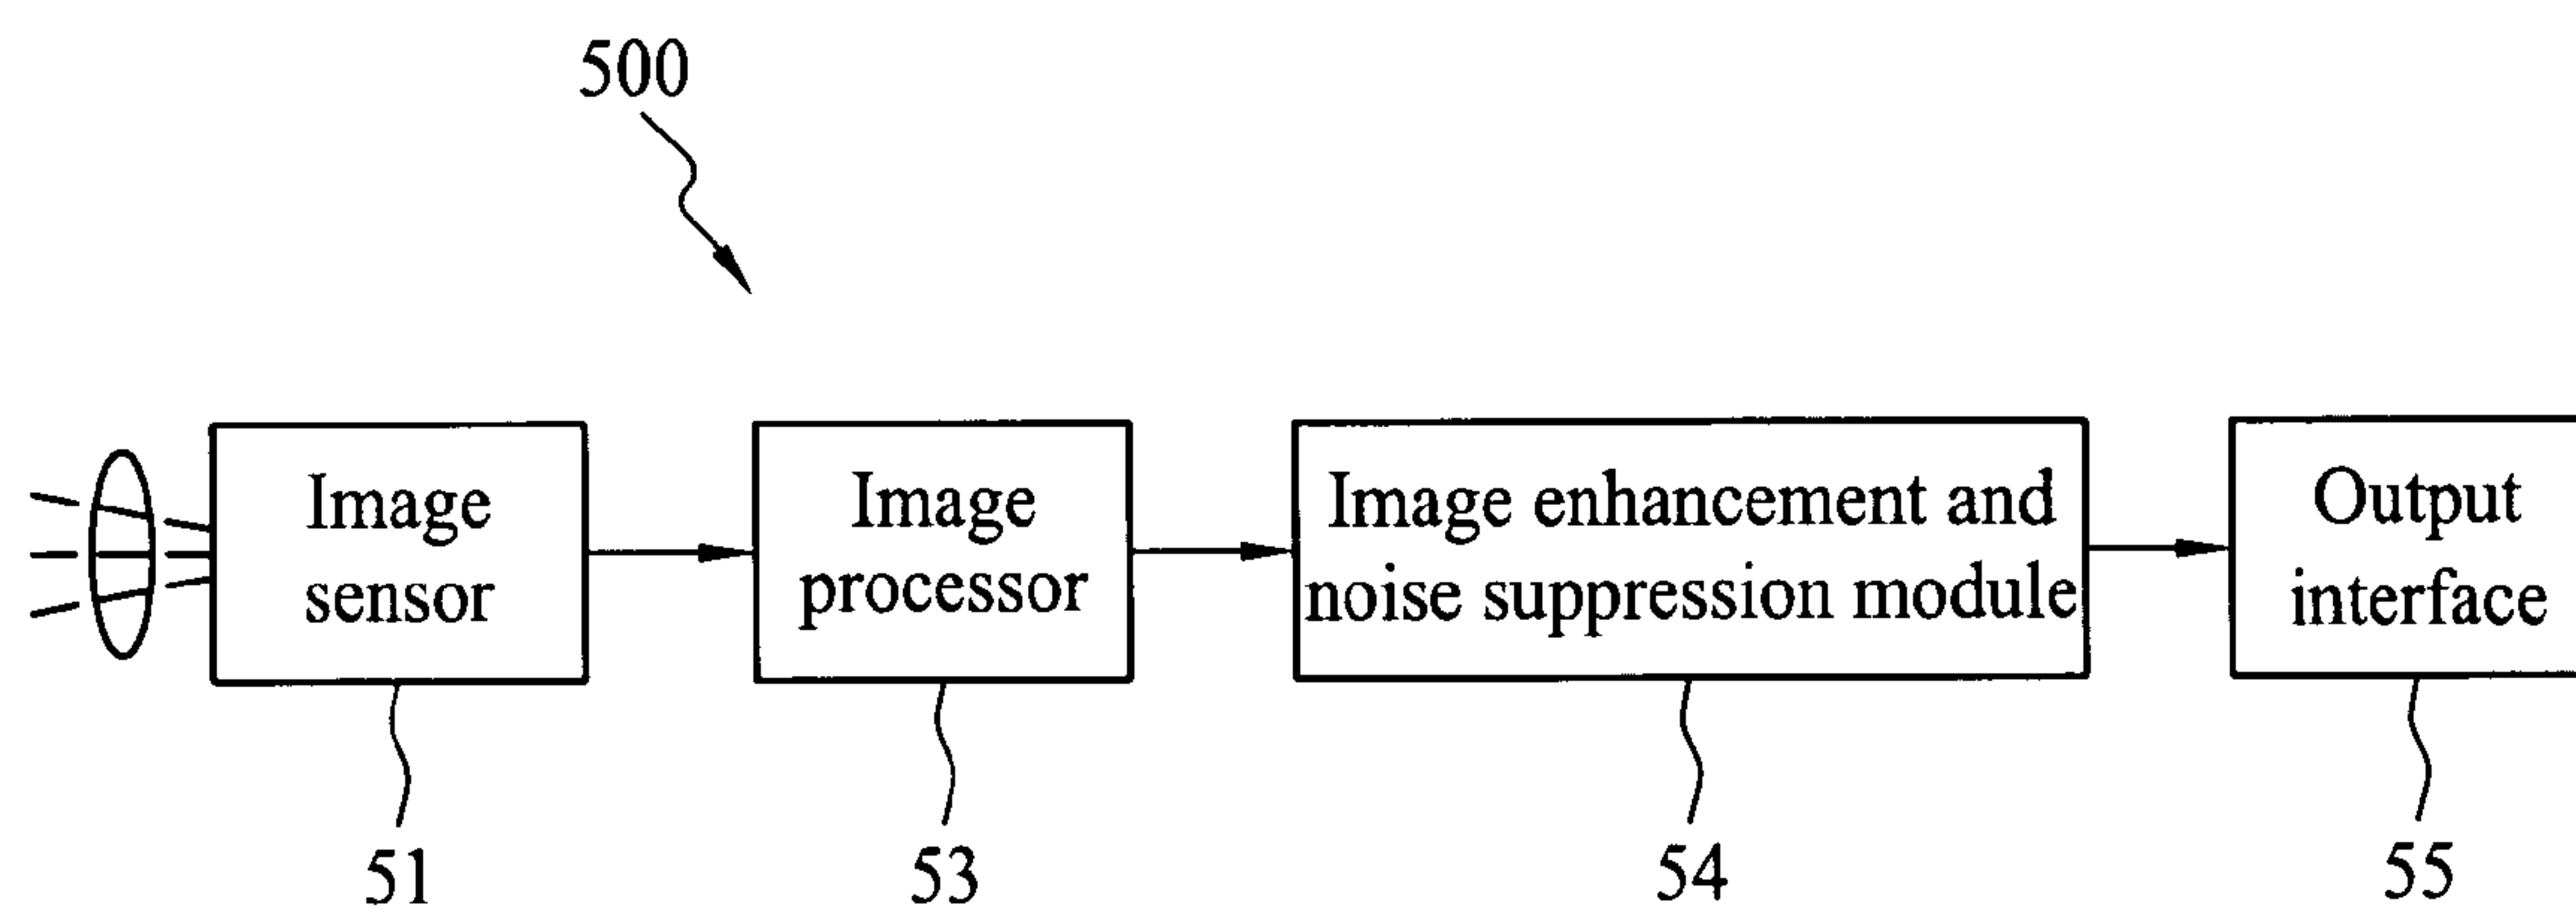 500
Image
sensor
Image
processor
Image enhancement and
noise suppression module
Output
interface
51
53
54
55